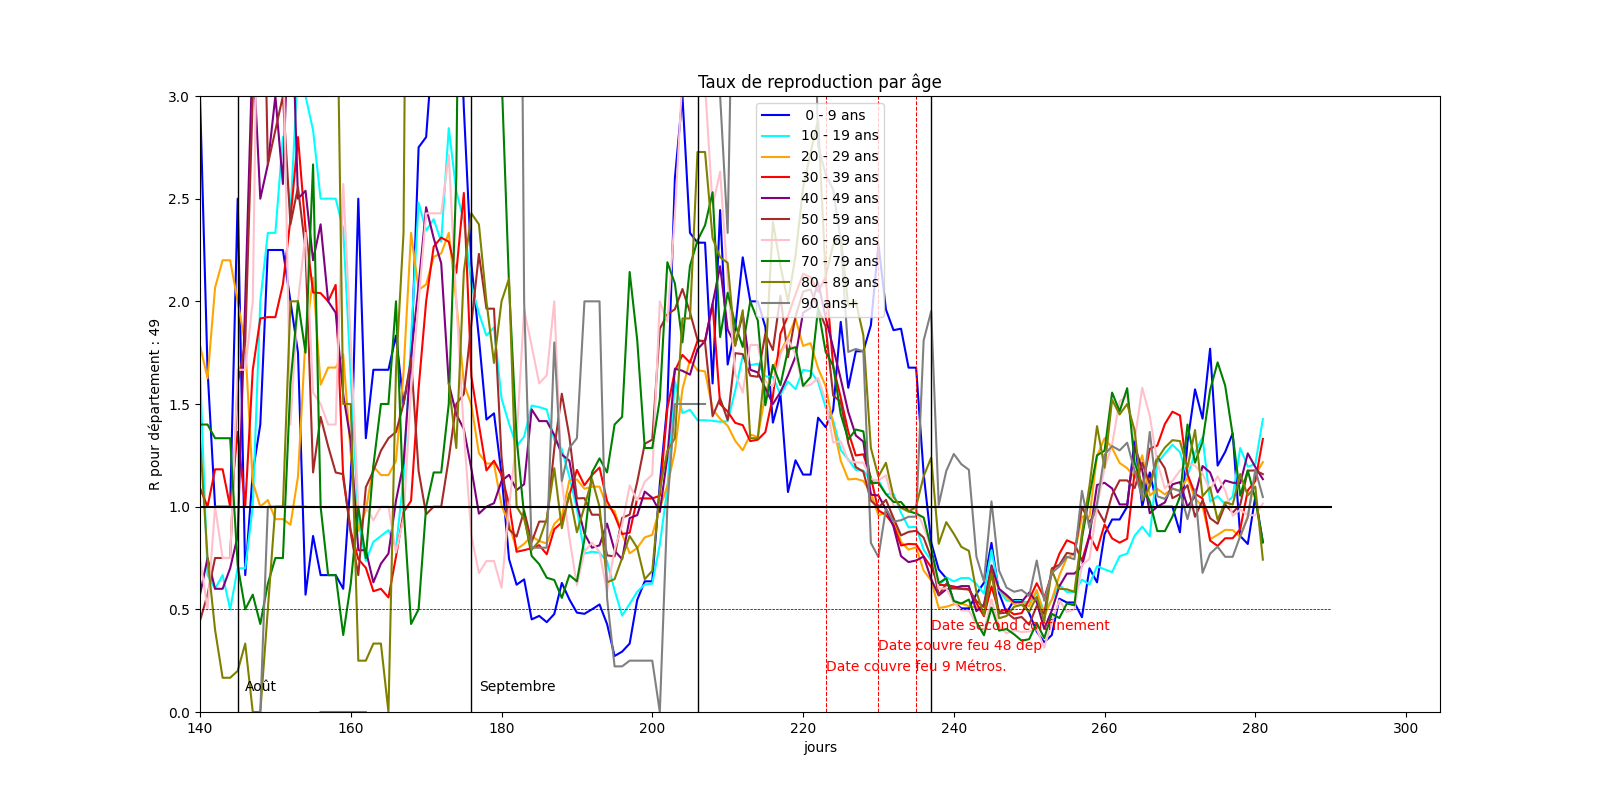 Taux de reproduction par âge
R pour département : 49
3.0
2.5
2.0
1.5
1.0
0.5
0.0
0 - 9 ans
10 - 19 ans
20 - 29 ans
30 - 39 ans
40 - 49 ans
50 - 59 ans
60 - 69 ans
70 - 79 ans
80 - 89 ans
90 ans+
Date second confinement
Date couvre feu 48 dep
Date couvre feu 9 Métros.
Août
Septembre
140
160
180
200
220
240
260
280
300
jours